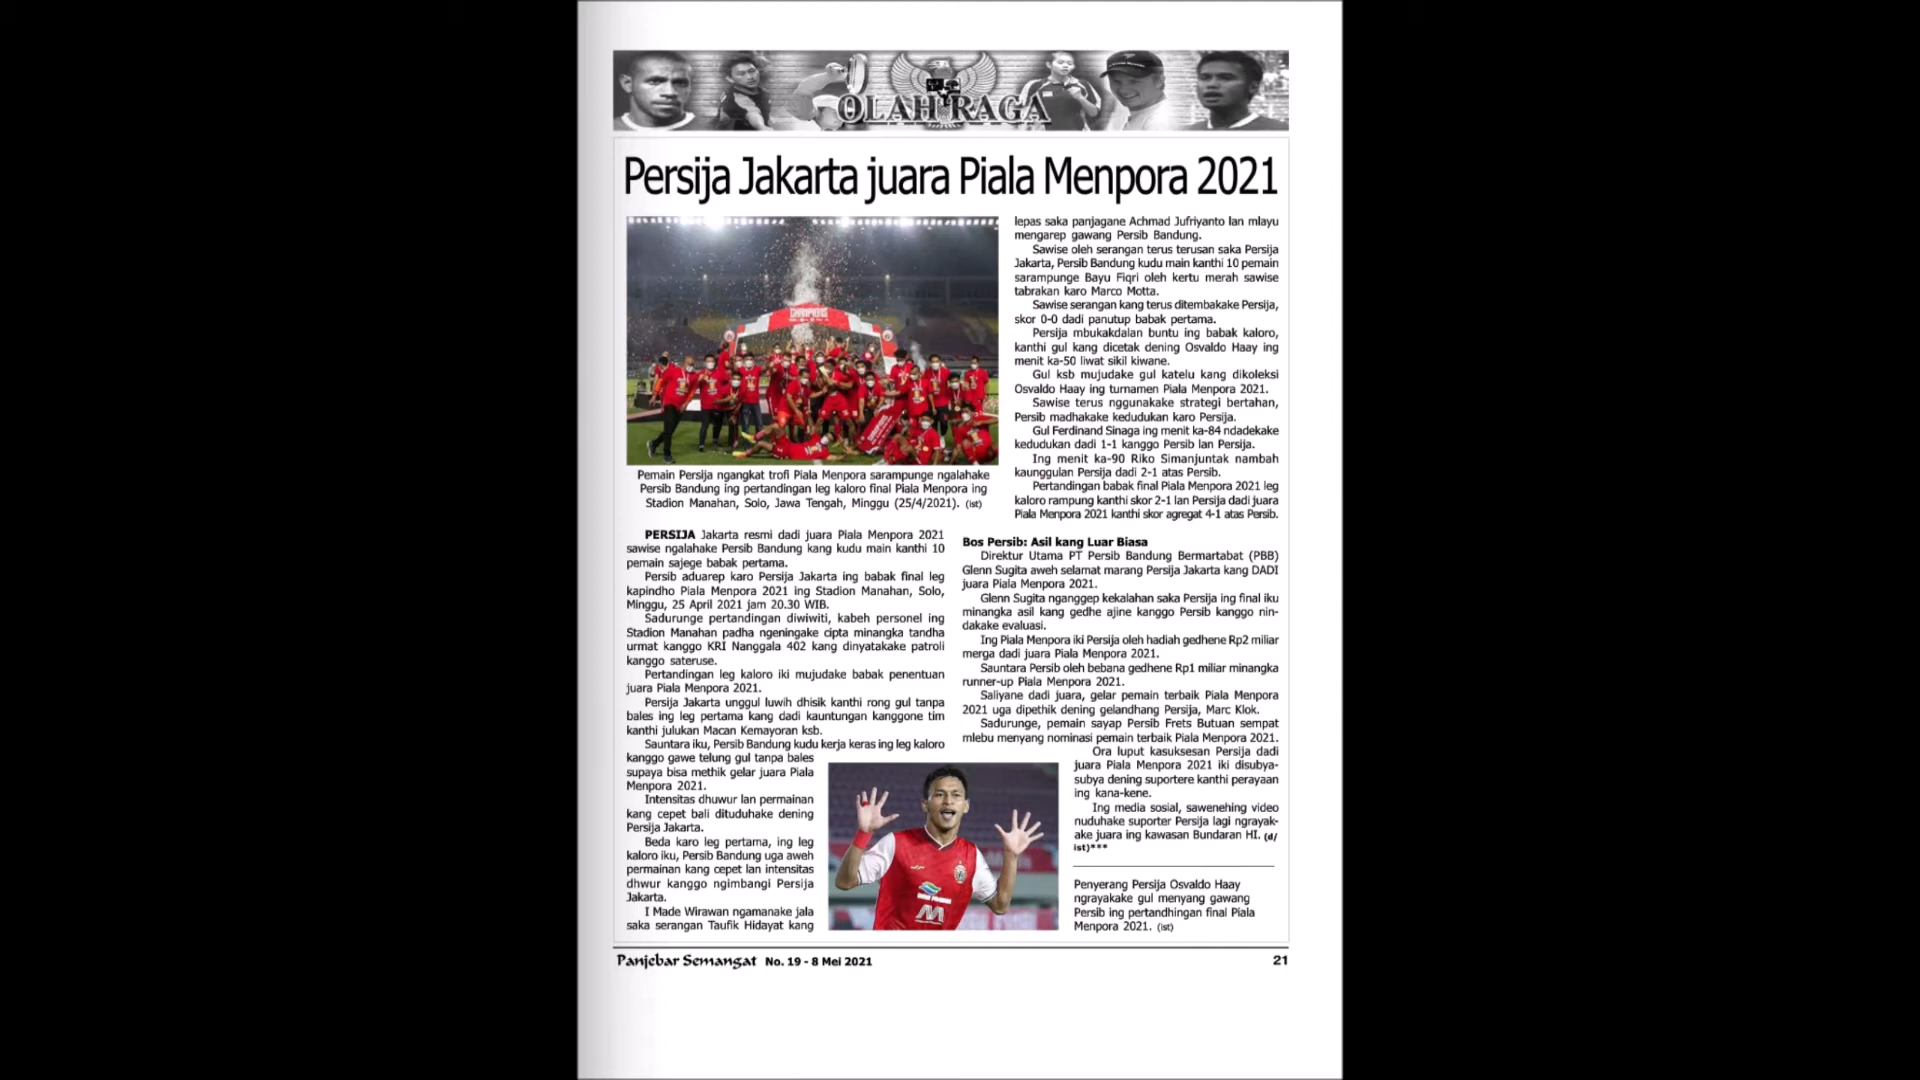 OLAH RAGA
Persija Jakarta juara Piala Menpora 2021
CHAMPIONS
Pemain Persija ngangkat trofi Piala Menpora sarampunge ngalahake
Persib Bandung ing pertandingan leg kaloro final Piala Menpora ing
Stadion Manahan, Solo, Jawa Tengah, Minggu (25/4/2021). (ist)
PERSIJA Jakarta resmi dadi juara Piala Menpora 2021
sawise ngalahake Persib Bandung kang kudu main kanthi 10
pemain sajege babak pertama.
Persib aduarep karo Persija Jakarta ing babak final leg
kapindho Piala Menpora 2021 ing Stadion Manahan, Solo,
Minggu, 25 April 2021 jam 20.30 WIB.
Sadurunge pertandingan diwiwiti, kabeh personel ing
Stadion Manahan padha ngeningake cipta minangka tandha
urmat kanggo KRI Nanggala 402 kang dinyatakake patroli
kanggo sateruse.
Pertandingan leg kaloro iki mujudake babak penentuan
juara Piala Menpora 2021.
Persija Jakarta unggul luwih dhisik kanthi rong gul tanpa
bales ing leg pertama kang dadi kauntungan kanggone tim
kanthi julukan Macan Kemayoran ksb.
Sauntara iku, Persib Bandung kudu kerja keras ing leg kaloro
kanggo gawe telung gul tanpa bales
supaya bisa methik gelar juara Piala
Menpora 2021.
Intensitas dhuwur lan permainan
kang cepet bali dituduhake dening
Persija Jakarta.
Beda karo leg pertama, ing leg
kaloro iku, Persib Bandung uga aweh
permainan kang cepet lan intensitas
dhwur kanggo ngimbangi Persija
Jakarta.
I Made Wirawan ngamanake jala
saka serangan Taufik Hidayat kang
lepas saka panjagane Achmad Jufriyanto lan mlayu
mengarep gawang Persib Bandung.
Sawise oleh serangan terus terusan saka Persija
Jakarta, Persib Bandung kudu main kanthi 10 pemain
sarampunge Bayu Fiqri oleh kertu merah sawise
tabrakan karo Marco Motta.
Sawise serangan kang terus ditembakake Persija,
skor 0-0 dadi panutup babak pertama.
Persija mbukakdalan buntu ing babak kaloro,
kanthi gul kang dicetak dening Osvaldo Haay ing
menit ka-50 liwat sikil kiwane.
Gul ksb mujudake gul katelu kang dikoleksi
Osvaldo Haay ing turnamen Piala Menpora 2021.
Sawise terus nggunakake strategi bertahan,
Persib madhakake kedudukan karo Persija.
Gul Ferdinand Sinaga ing menit ka-84 ndadekake
kedudukan dadi 1-1 kanggo Persib lan Persija.
Ing menit ka-90 Riko Simanjuntak nambah
kaunggulan Persija dadi 2-1 atas Persib.
Pertandingan babak final Piala Menpora 2021 leg
kaloro rampung kanthi skor 2-1 lan Persija dadi juara
Piala Menpora 2021 kanthi skor agregat 4-1 atas Persib.
Bos Persib: Asil kang Luar Biasa
Direktur Utama PT Persib Bandung Bermartabat (PBB)
Glenn Sugita aweh selamat marang Persija Jakarta kang DADI
juara Piala Menpora 2021.
Glenn Sugita nganggep kekalahan saka Persija ing final iku
minangka asil kang gedhe ajine kanggo Persib kanggo nin-
dakake evaluasi.
Ing Piala Menpora iki Persija oleh hadiah gedhene Rp2 miliar
merga dadi juara Piala Menpora 2021.
Sauntara Persib oleh bebana gedhene Rp1 miliar minangka
runner-up Piala Menpora 2021.
Saliyane dadi juara, gelar pemain terbaik Piala Menpora
2021 uga dipethik dening gelandhang Persija, Marc Klok.
Sadurunge, pemain sayap Persib Frets Butuan sempat
mlebu menyang nominasi pemain terbaik Piala Menpora 2021.
Ora luput kasuksesan Persija dadi
juara Piala Menpora 2021 iki disubya-
subya dening suportere kanthi perayaan
ing kana-kene.
Ing media sosial, sawenehing video
nuduhake suporter Persija lagi ngrayak-
ake juara ing kawasan Bundaran HI. (d/
ist)***
Penyerang Persija Osvaldo Haay
ngrayakake gul menyang gawang
Persib ing pertandhingan final Piala
Menpora 2021. (ist)
Panjebar Semangat No. 19 - 8 Mei 2021
21